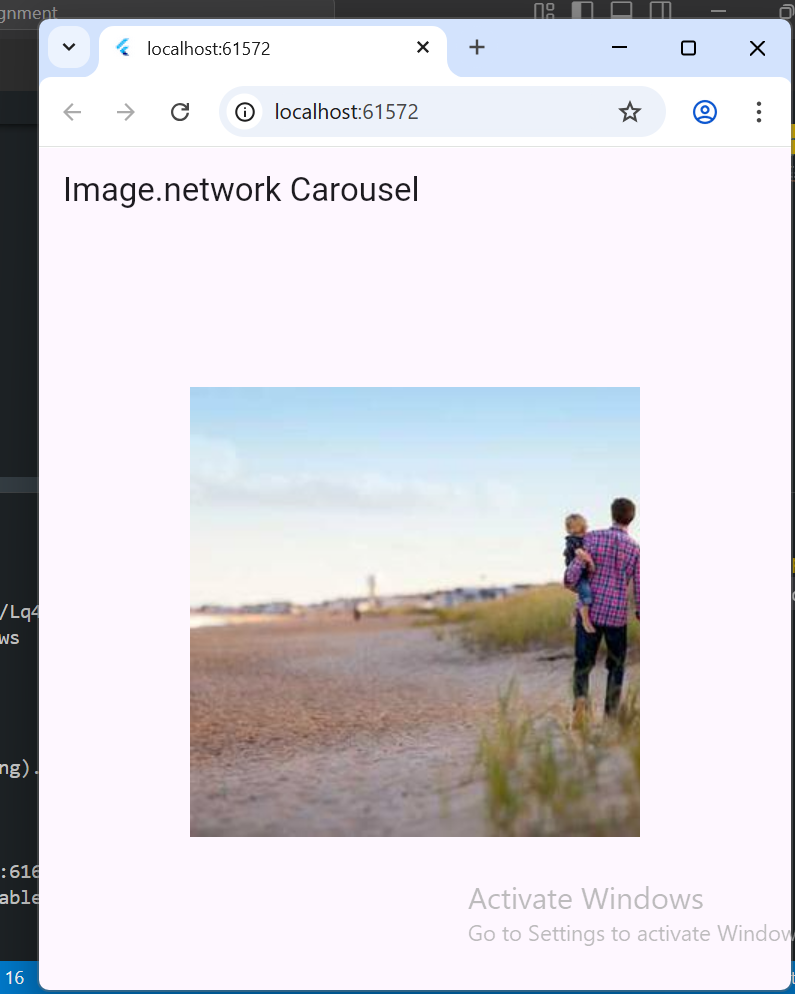 gnment
localhost:61572
localhost:61572
Image.network Carousel
/Lq4
ws
ng).
:616
able
Activate Windows
Go to Settings to activate Window
16